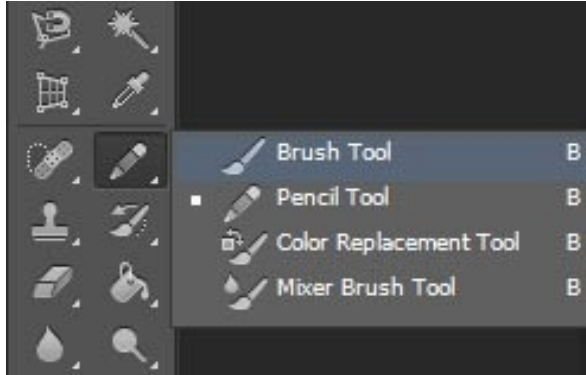 Brush Tool B
Pencil Tool B
Color Replacement Tool B
Mixer Brush Tool B